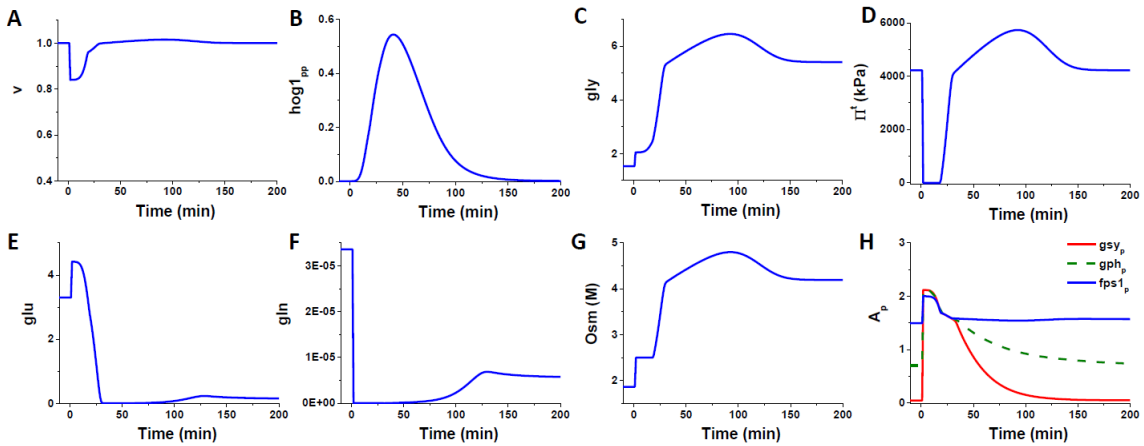 A
1.0
0.8
0.6
0.4
v
0 50 100 150 200
Time (min)
B
0.6
0.4
0.2
0.0
hog1pp
0 50 100 150 200
Time (min)
C
6
4
2
gly
0 50 100 150 200
Time (min)
D
6000
4000
2000
0
Πt (kPa)
0 50 100 150 200
Time (min)
E
4
2
0
glu
0 50 100 150 200
Time (min)
F
3E-05
2E-05
1E-05
0E+00
gln
0 50 100 150 200
Time (min)
G
5
4
3
2
Osm (M)
0 50 100 150 200
Time (min)
H
gsyp
gphp
fps1p
3
2
1
0
Ap
0 50 100 150 200
Time (min)